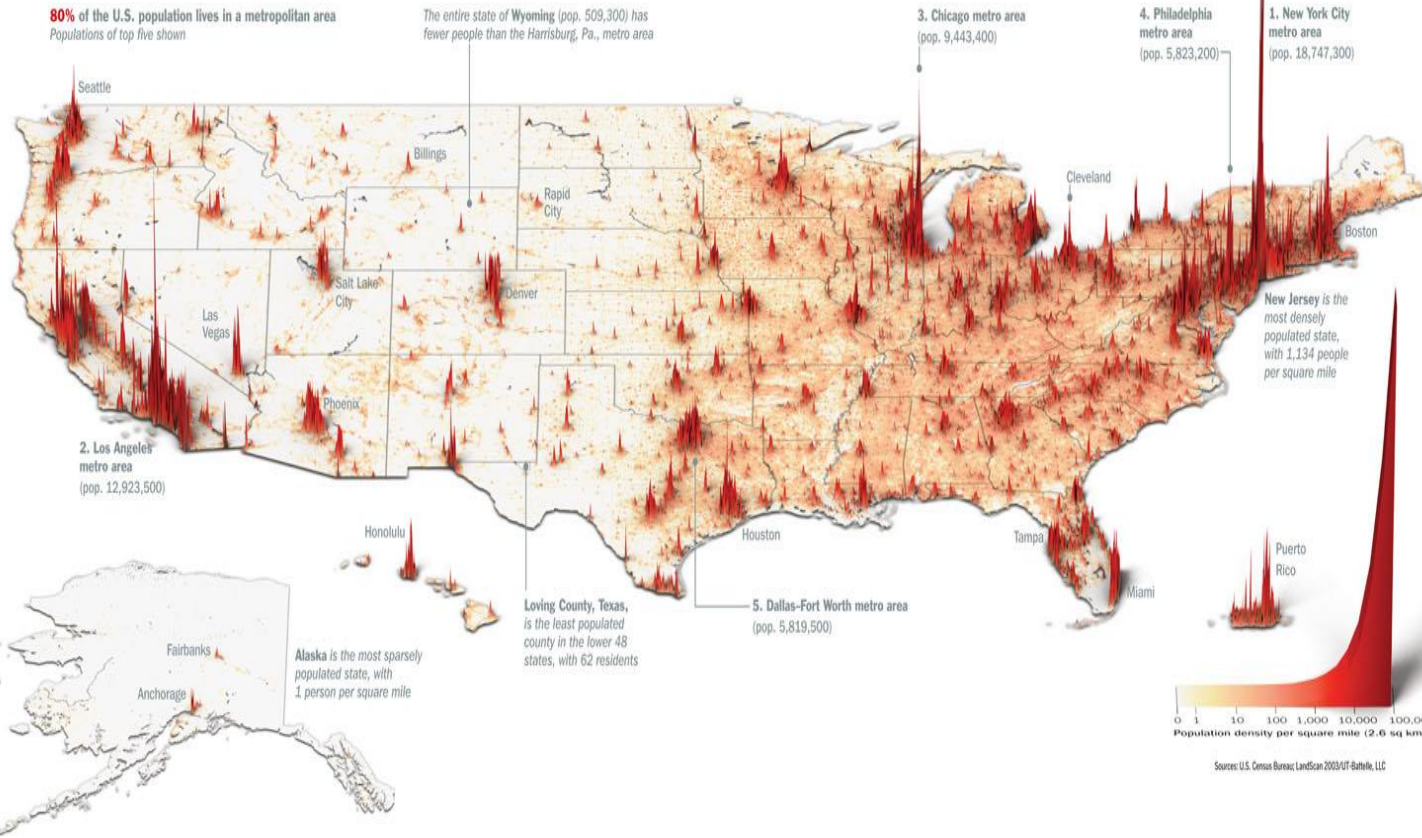 80% of the U.S. population lives in a metropolitan area
Populations of top five shown
The entire state of Wyoming (pop. 509,300) has
fewer people than the Harrisburg, Pa., metro area
3. Chicago metro area
(pop. 9,443,400)
4. Philadelphia
metro area
(pop. 5,823,200)
1. New York City
metro area
(pop. 18,747,300)
Seattle
Billings
Rapid
City
Cleveland
Boston
Salt Lake
City
Denver
Las
Vegas
Phoenix
New Jersey is the
most densely
populated state,
with 1,134 people
per square mile
2. Los Angeles
metro area
(pop. 12,923,500)
Honolulu
Houston
Tampa
Miami
Puerto
Rico
Loving County, Texas,
is the least populated
county in the lower 48
states, with 62 residents
5. Dallas-Fort Worth metro area
(pop. 5,819,500)
Fairbanks
Anchorage
Alaska is the most sparsely
populated state, with
1 person per square mile
0 1 10 100 1,000 10,000 100,00
Population density per square mile (2.6 sq km
Sources: U.S. Census Bureau; LandScan 2003/UT-Battelle, LLC